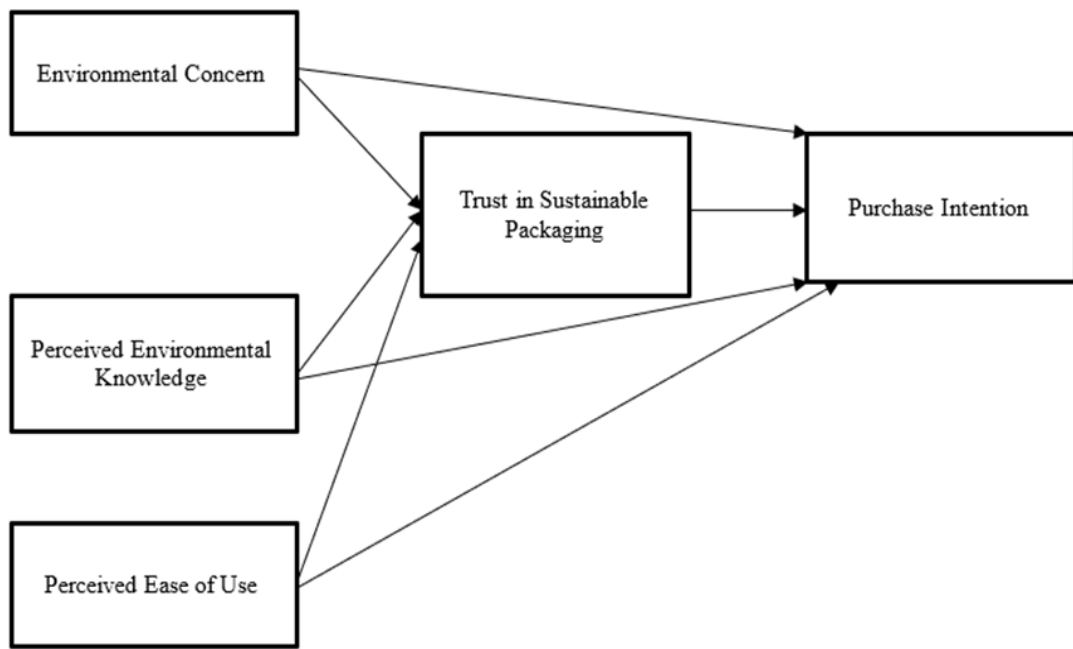 Environmental Concern
Trust in Sustainable
Packaging
Purchase Intention
Perceived Environmental
Knowledge
Perceived Ease of Use